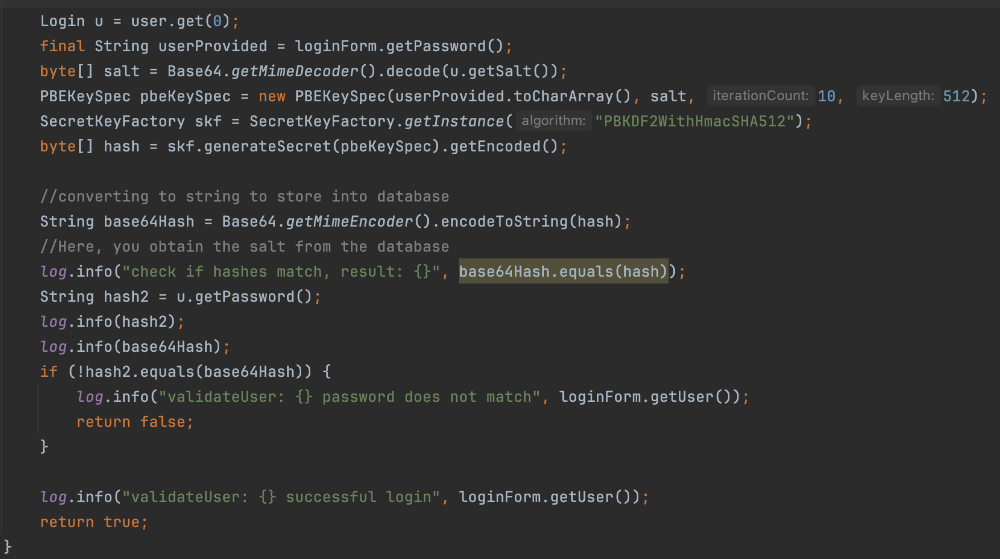 Login u = user.get(0);
final String userProvided = loginForm.getPassword();
byte[] salt = Base64.getMimeDecoder().decode(u.getSalt());
PBEKeySpec pbeKeySpec = new PBEKeySpec(userProvided.toCharArray(), salt, iterationCount: 10, keyLength: 512);
SecretKeyFactory skf = SecretKeyFactory.getInstance( algorithm: "PBKDF2WithHmacSHA512");
byte[] hash = skf.generateSecret(pbeKeySpec).getEncoded();
//converting to string to store into database
String base64Hash = Base64.getMimeEncoder().encodeToString(hash);
//Here, you obtain the salt from the database
log.info("check if hashes match, result: {}", base64Hash.equals(hash));
String hash2 = u.getPassword();
log.info(hash2);
log.info(base64Hash);
if (!hash2.equals(base64Hash)) {
log.info("validateUser: {} password does not match", loginForm.getUser());
return false;
}
log.info("validateUser: {} successful login", loginForm.getUser());
return true;
}